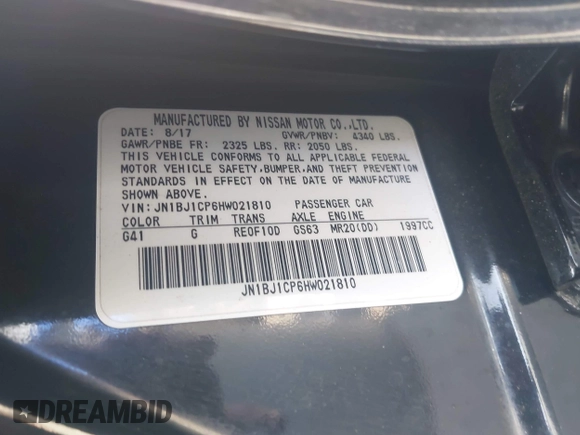 MANUFACTURED BY NISSAN MOTOR CO.,LTD.
DATE: 8/17 GVWR/PNBV: 4340 LBS.
GAWR/PNBE FR: 2325 LBS. RR: 2050 LBS.
THIS VEHICLE CONFORMS TO ALL APPLICABLE FEDERAL
MOTOR VEHICLE SAFETY,BUMPER,AND THEFT PREVENTION
STANDARDS IN EFFECT ON THE DATE OF MANUFACTURE
SHOWN ABOVE.
VIN:JN1BJ1CP6HW021810 PASSENGER CAR
COLOR TRIM TRANS AXLE ENGINE
G41 G RE0F10D GS63 MR20(DD) 1997CC
JN1BJ1CP6HW021810
DREAMBID